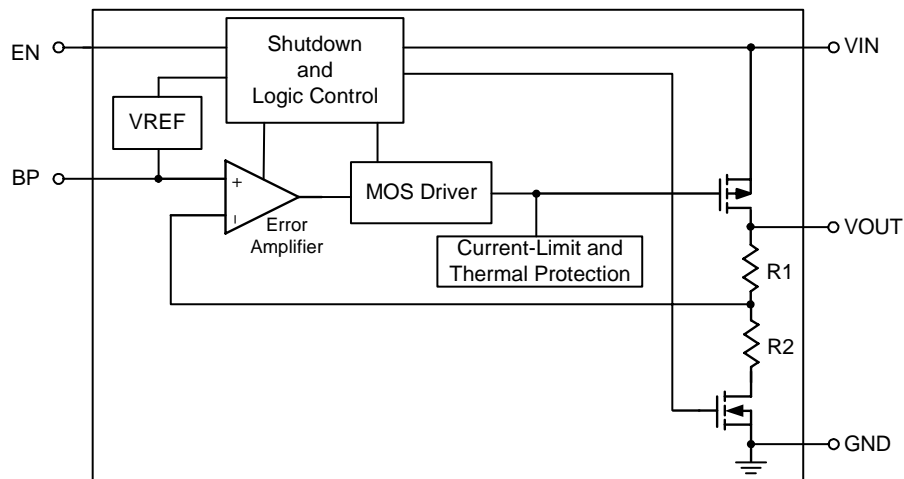 EN
Shutdown
and
Logic Control
VIN
VREF
BP
+
−
MOS Driver
Error
Amplifier
VOUT
Current-Limit and
Thermal Protection
R1
R2
GND